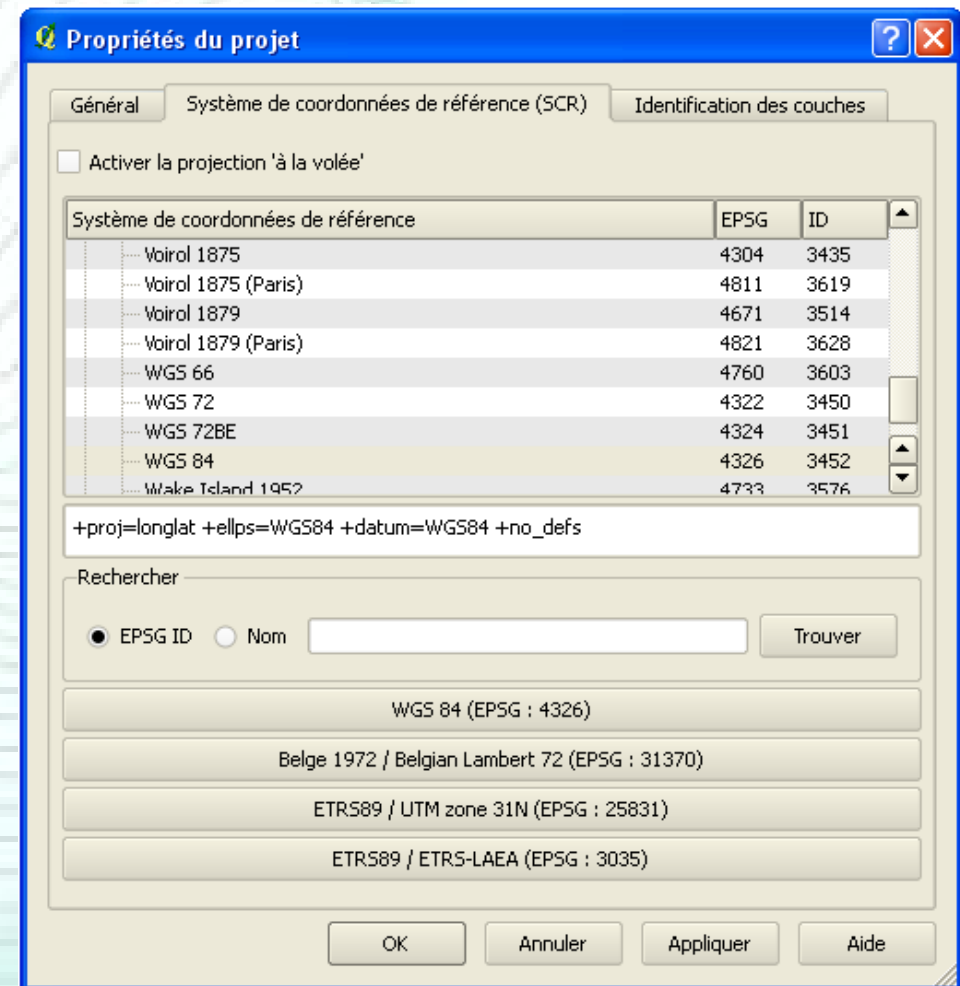 Propriétés du projet
Général Système de coordonnées de référence (SCR) Identification des couches
Activer la projection 'à la volée'
Système de coordonnées de référence EPSG ID
Voirol 1875 4304 3435
Voirol 1875 (Paris) 4811 3619
Voirol 1879 4671 3514
Voirol 1879 (Paris) 4821 3628
WGS 66 4760 3603
WGS 72 4322 3450
WGS 72BE 4324 3451
WGS 84 4326 3452
Wake Island 1952 4733 3576
+proj=longlat +ellps=WGS84 +datum=WGS84 +no_defs
Rechercher
EPSG ID Nom Trouver
WGS 84 (EPSG : 4326)
Belge 1972 / Belgian Lambert 72 (EPSG : 31370)
ETRS89 / UTM zone 31N (EPSG : 25831)
ETRS89 / ETRS-LAEA (EPSG : 3035)
OK Annuler Appliquer Aide